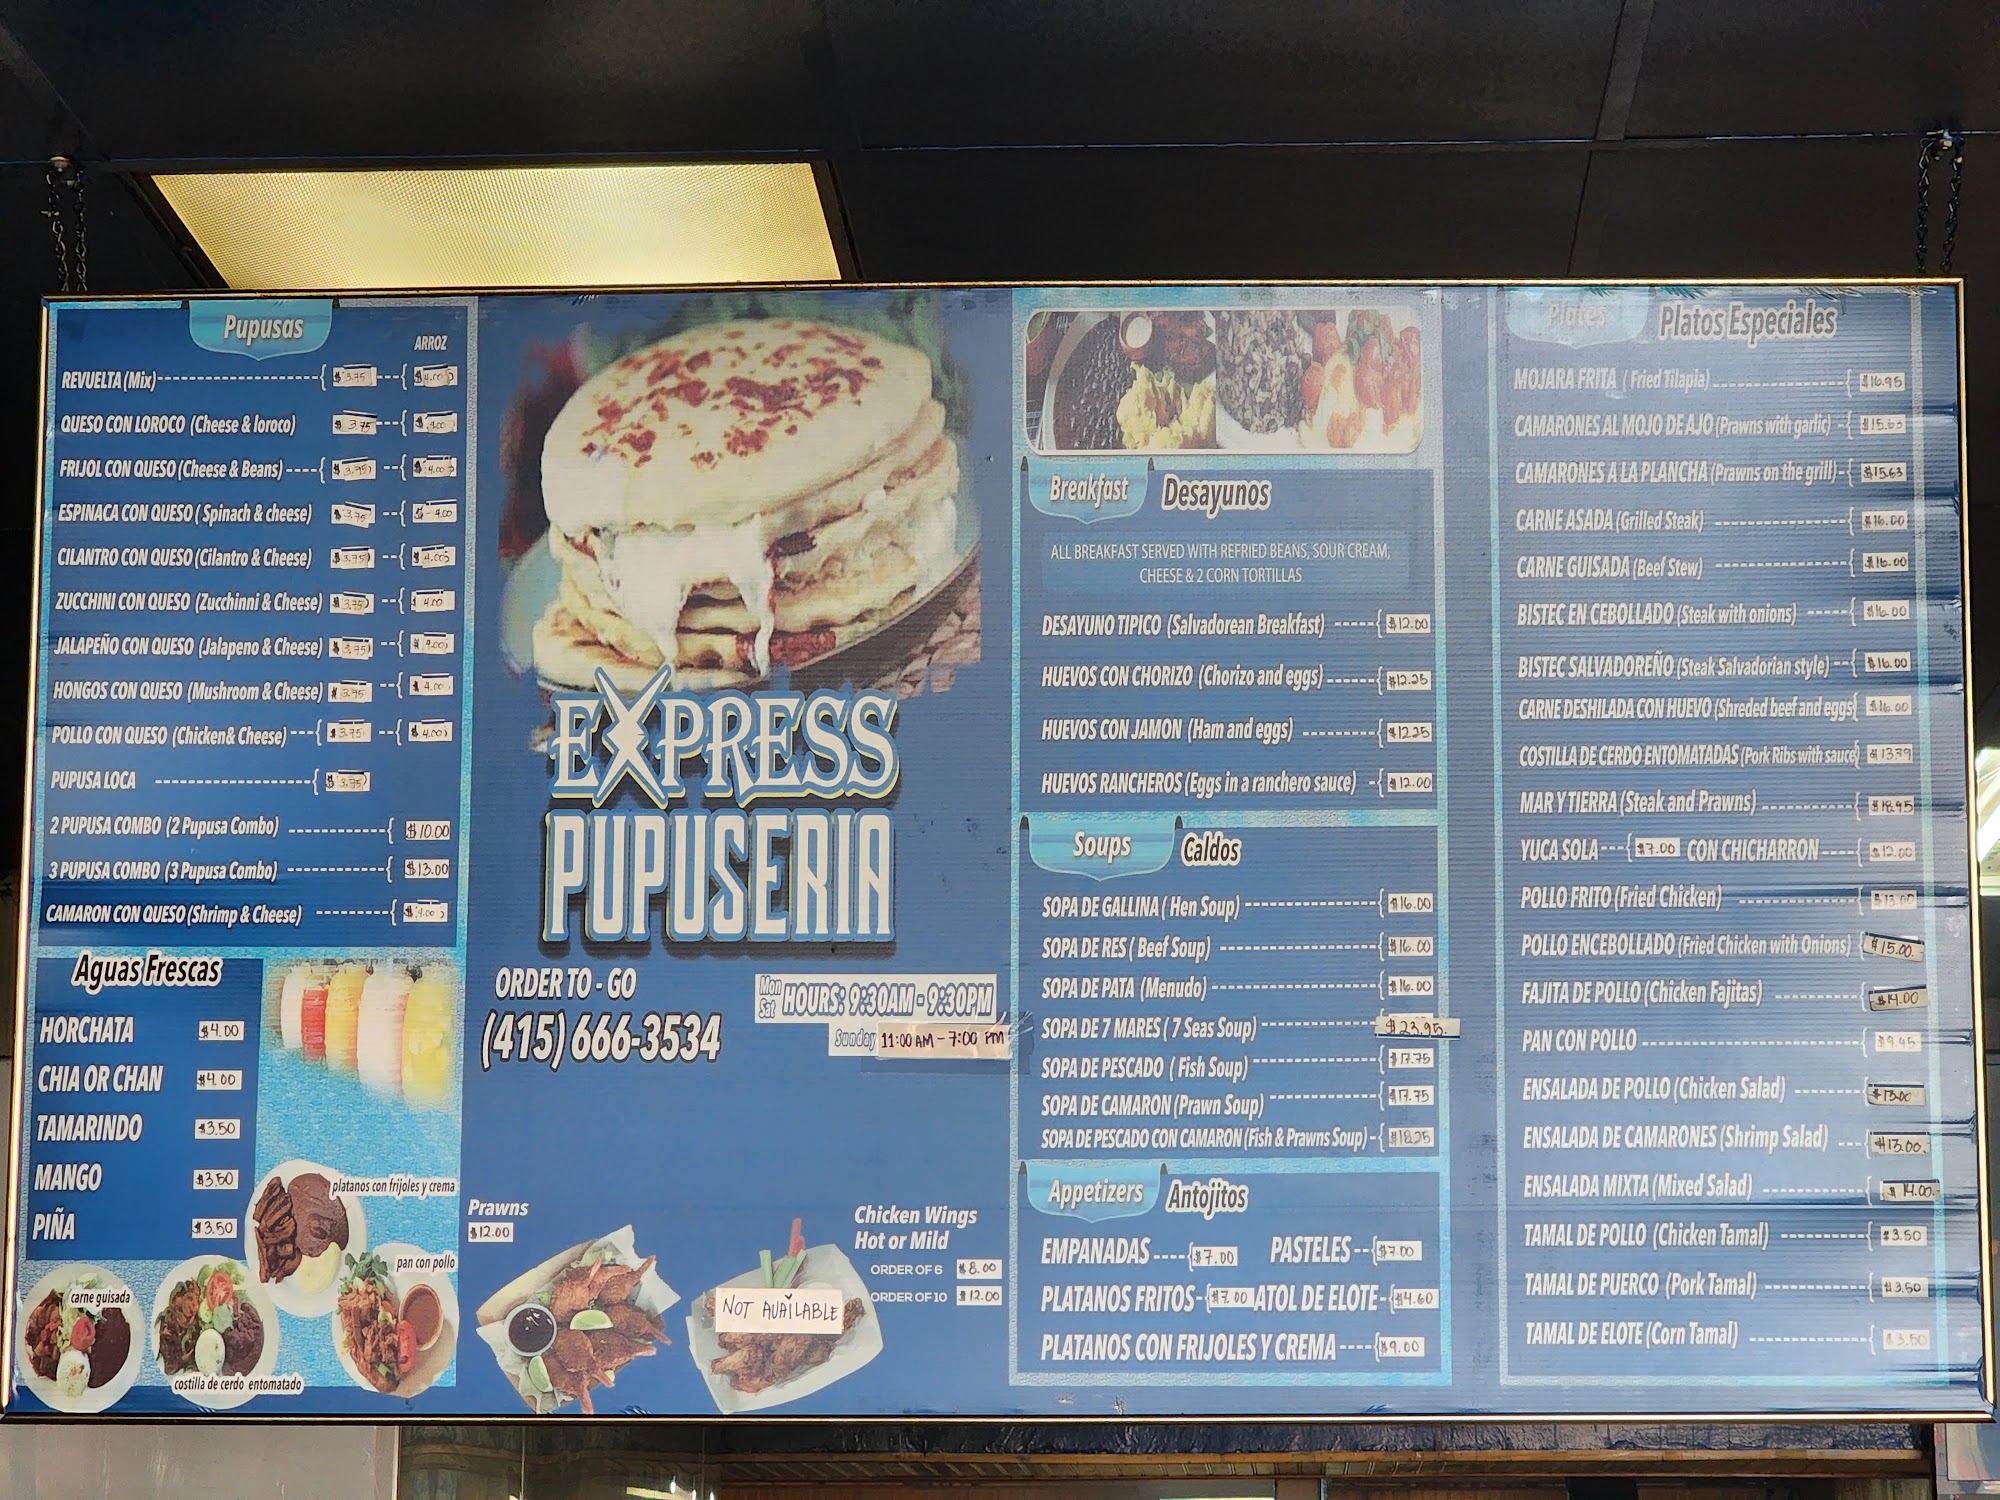 Pupusas
ARROZ
REVUELTA (Mix) $3.75 $4.00
QUESO CON LOROCO (Cheese & loroco) $3.75 $4.00
FRIJOL CON QUESO (Cheese & Beans) $3.95 $4.00
ESPINACA CON QUESO ( Spinach & cheese) $3.75 $4.00
CILANTRO CON QUESO (Cilantro & Cheese) $3.75 $4.00
ZUCCHINI CON QUESO (Zucchinni & Cheese) $3.75 $4.00
JALAPEÑO CON QUESO (Jalapeno & Cheese) $3.75 $4.00
HONGOS CON QUESO (Mushroom & Cheese) $3.75 $4.00
POLLO CON QUESO (Chicken& Cheese) $3.75 $4.00
PUPUSA LOCA $3.75
2 PUPUSA COMBO (2 Pupusa Combo) $10.00
3 PUPUSA COMBO (3 Pupusa Combo) $13.00
CAMARON CON QUESO (Shrimp & Cheese) $4.00
Aguas Frescas
HORCHATA $4.00
CHIA OR CHAN $4.00
TAMARINDO $3.50
MANGO $3.50
PIÑA $3.50
platanos con frijoles y crema
pan con pollo
carne guisada
costilla de cerdo entomatado
EXPRESS
PUPUSERIA
ORDER TO - GO
(415) 666-3534
Mon Sat HOURS: 9:30AM - 9:30PM
Sunday 11:00 AM - 7:00 PM
Prawns
$12.00
Chicken Wings
Hot or Mild
ORDER OF 6 $8.00
ORDER OF 10 $12.00
NOT AVAILABLE
Breakfast Desayunos
ALL BREAKFAST SERVED WITH REFRIED BEANS, SOUR CREAM,
CHEESE & 2 CORN TORTILLAS
DESAYUNO TIPICO (Salvadorean Breakfast) $12.00
HUEVOS CON CHORIZO (Chorizo and eggs) $12.25
HUEVOS CON JAMON (Ham and eggs) $12.25
HUEVOS RANCHEROS (Eggs in a ranchero sauce) $12.00
Soups Caldos
SOPA DE GALLINA ( Hen Soup) $16.00
SOPA DE RES ( Beef Soup) $16.00
SOPA DE PATA (Menudo) $16.00
SOPA DE 7 MARES ( 7 Seas Soup) $23.95
SOPA DE PESCADO ( Fish Soup) $17.75
SOPA DE CAMARON (Prawn Soup) $17.75
SOPA DE PESCADO CON CAMARON (Fish & Prawns Soup) $18.25
Appetizers Antojitos
EMPANADAS $7.00 PASTELES $7.00
PLATANOS FRITOS $7.00 ATOL DE ELOTE $4.60
PLATANOS CON FRIJOLES Y CREMA $9.00
Plates Platos Especiales
MOJARA FRITA ( Fried Tilapia) $16.95
CAMARONES AL MOJO DE AJO (Prawns with garlic) $15.63
CAMARONES A LA PLANCHA (Prawns on the grill) $15.63
CARNE ASADA (Grilled Steak) $16.00
CARNE GUISADA (Beef Stew) $16.00
BISTEC EN CEBOLLADO (Steak with onions) $16.00
BISTEC SALVADOREÑO (Steak Salvadorian style) $16.00
CARNE DESHILADA CON HUEVO (Shreded beef and eggs) $16.00
COSTILLA DE CERDO ENTOMATADAS (Pork Ribs with sauce) $13.79
MAR Y TIERRA (Steak and Prawns) $18.95
YUCA SOLA $7.00 CON CHICHARRON $12.00
POLLO FRITO (Fried Chicken) $13.00
POLLO ENCEBOLLADO (Fried Chicken with Onions) $15.00
FAJITA DE POLLO (Chicken Fajitas) $14.00
PAN CON POLLO $9.45
ENSALADA DE POLLO (Chicken Salad) $13.00
ENSALADA DE CAMARONES (Shrimp Salad) $13.00
ENSALADA MIXTA (Mixed Salad) $14.00
TAMAL DE POLLO (Chicken Tamal) $3.50
TAMAL DE PUERCO (Pork Tamal) $3.50
TAMAL DE ELOTE (Corn Tamal) $3.50